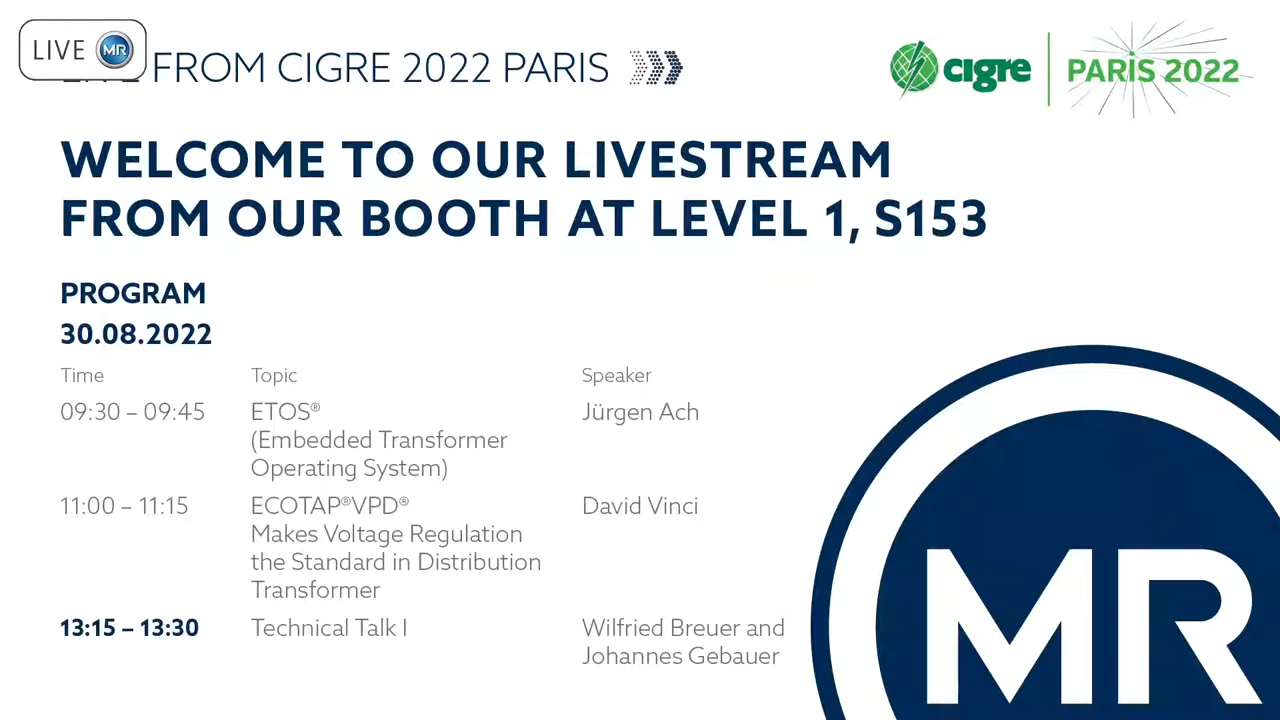 LIVE MR
FROM CIGRE 2022 PARIS
cigre PARIS 2022
WELCOME TO OUR LIVESTREAM
FROM OUR BOOTH AT LEVEL 1, S153
PROGRAM
30.08.2022
Time Topic Speaker
09:30 – 09:45 ETOS® Jürgen Ach
(Embedded Transformer
Operating System)
11:00 – 11:15 ECOTAP®VPD® David Vinci
Makes Voltage Regulation
the Standard in Distribution
Transformer
13:15 – 13:30 Technical Talk I Wilfried Breuer and
Johannes Gebauer
MR